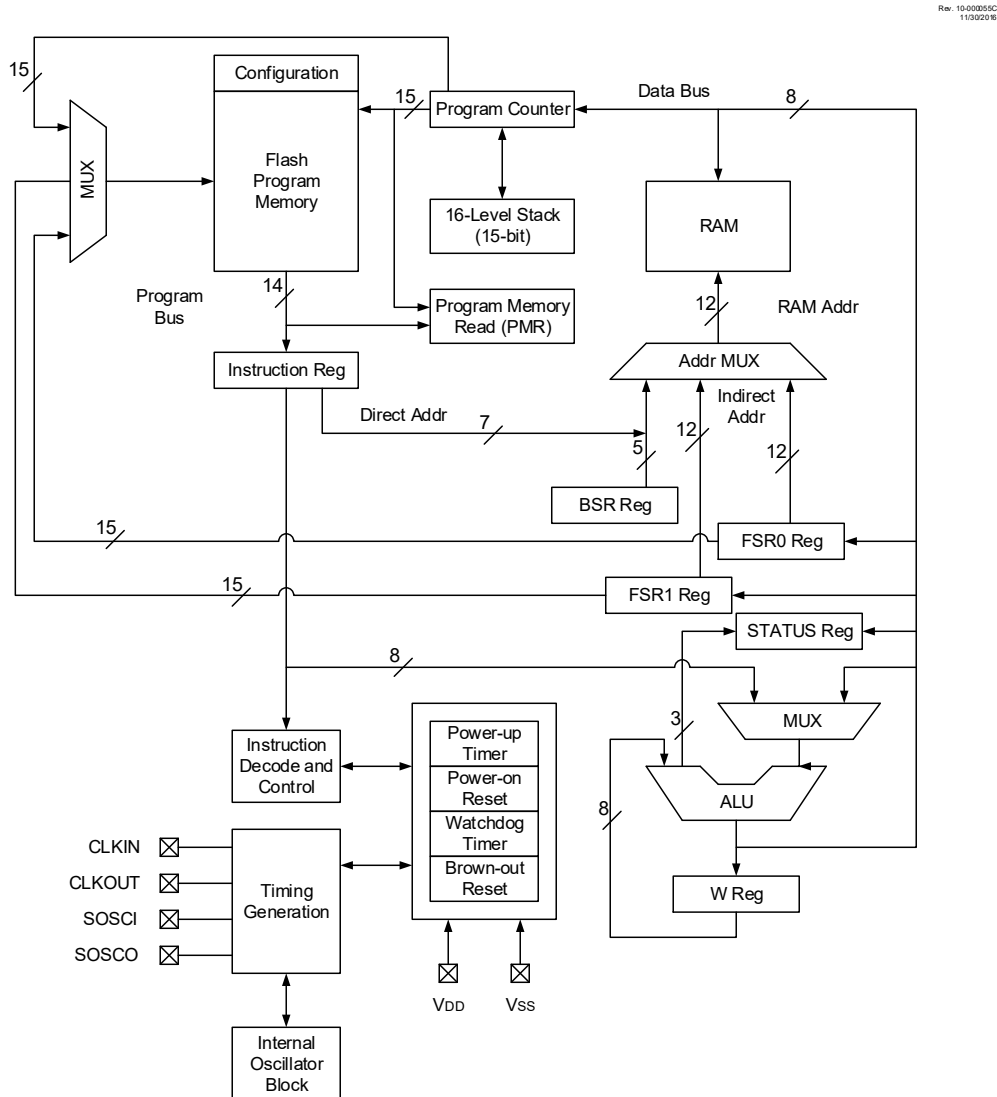 Rev. 10-000055C
11/30/2016
15
Configuration
15
Program Counter
Data Bus
8
MUX
Flash
Program
Memory
16-Level Stack
(15-bit)
RAM
Program
Bus
14
Program Memory
Read (PMR)
12
RAM Addr
Instruction Reg
Addr MUX
Direct Addr
7
Indirect
Addr
5
12
12
BSR Reg
15
FSR0 Reg
15
FSR1 Reg
STATUS Reg
8
3
MUX
Instruction
Decode and
Control
Power-up
Timer
Power-on
Reset
Watchdog
Timer
Brown-out
Reset
8
ALU
W Reg
CLKIN
CLKOUT
SOSCI
SOSCO
Timing
Generation
VDD
VSS
Internal
Oscillator
Block